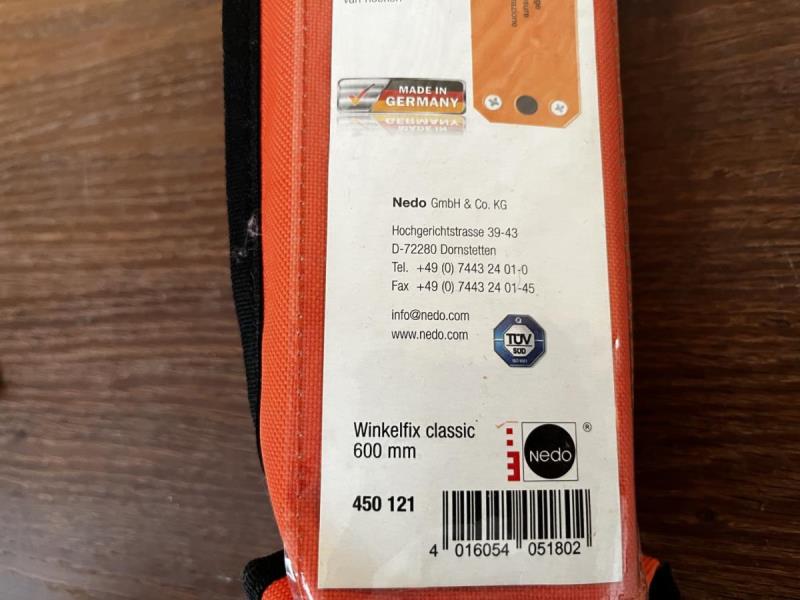 MADE IN
GERMANY
Nedo GmbH & Co. KG
Hochgerichtstrasse 39-43
D-72280 Dornstetten
Tel. +49 (0) 7443 24 01-0
Fax +49 (0) 7443 24 01-45
info@nedo.com
www.nedo.com
TÜV
SÜD
Winkelfix classic
600 mm
Nedo
®
450 121
4 016054 051802